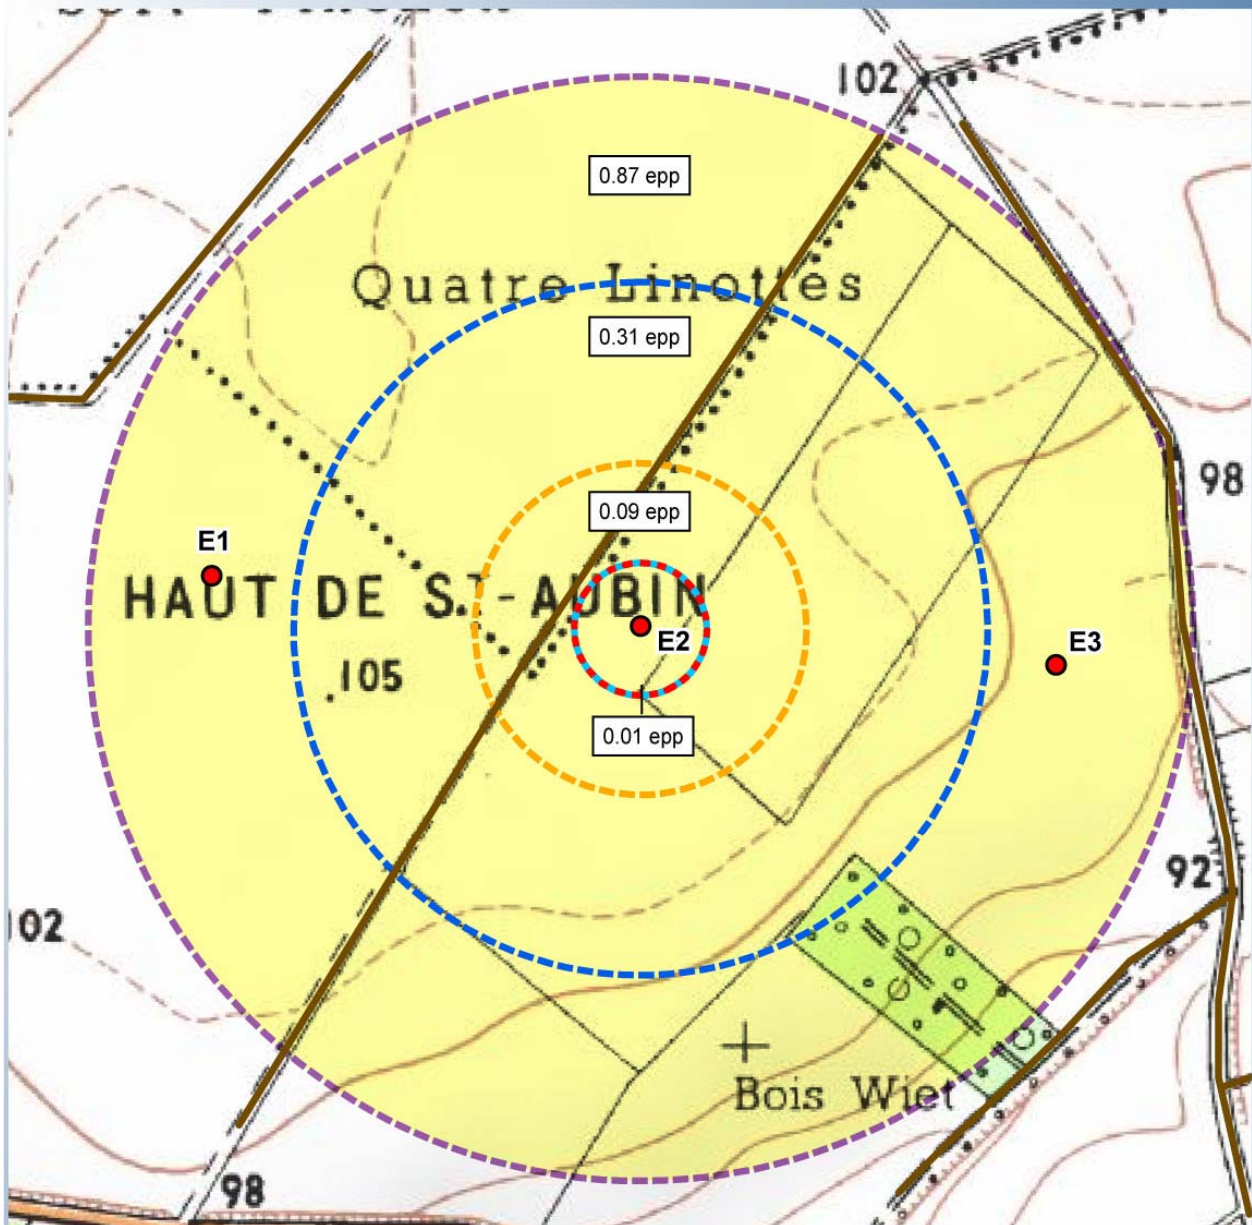 102
0.87 epp
Quatre Linottes
0.31 epp
98
0.09 epp
E1
HAUT DE ST-AUBIN
E2
E3
105
0.01 epp
92
102
Bois Wiet
98